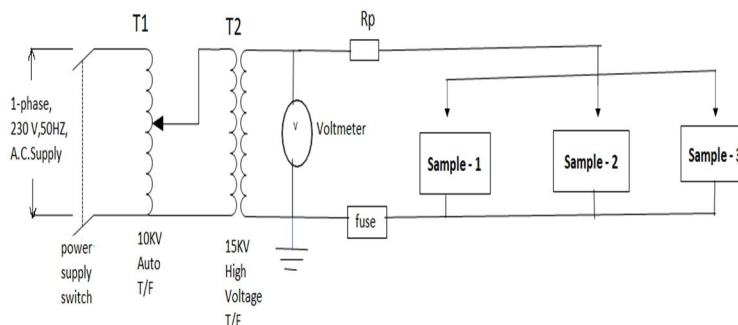 T1
T2
Rp
1-phase,
230 V,50HZ,
A.C.Supply
V
Voltmeter
Sample - 1
Sample - 2
Sample - 3
fuse
power
supply
switch
10KV
Auto
T/F
15KV
High
Voltage
T/F